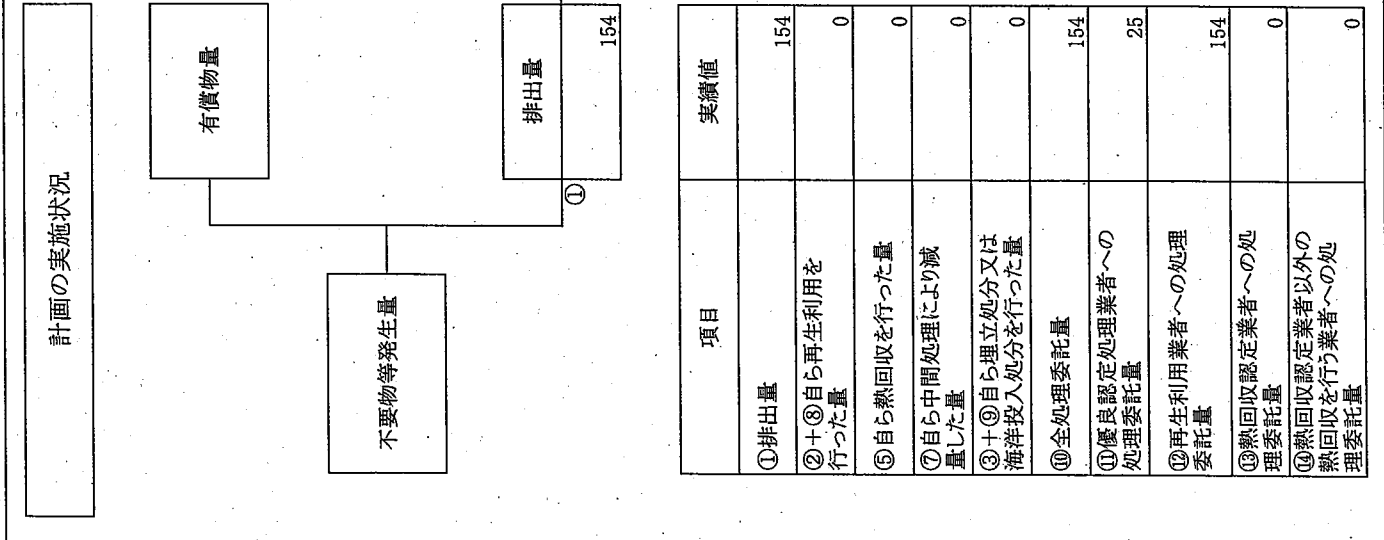 計画の実施状況
不要物等発生量
有償物量
①
排出量
154
項目
実績値
①排出量
154
②+⑧自ら再生利用を
行った量
0
⑤自ら熱回収を行った量
0
⑦自ら中間処理により減
量した量
0
③+⑨自ら埋立処分又は
海洋投入処分を行った量
0
⑩全処理委託量
154
⑪優良認定処理業者への
処理委託量
25
⑫再生利用業者への処理
委託量
154
⑬熱回収認定業者への処
理委託量
0
⑭熱回収認定業者以外の
熱回収を行う業者への処
理委託量
0